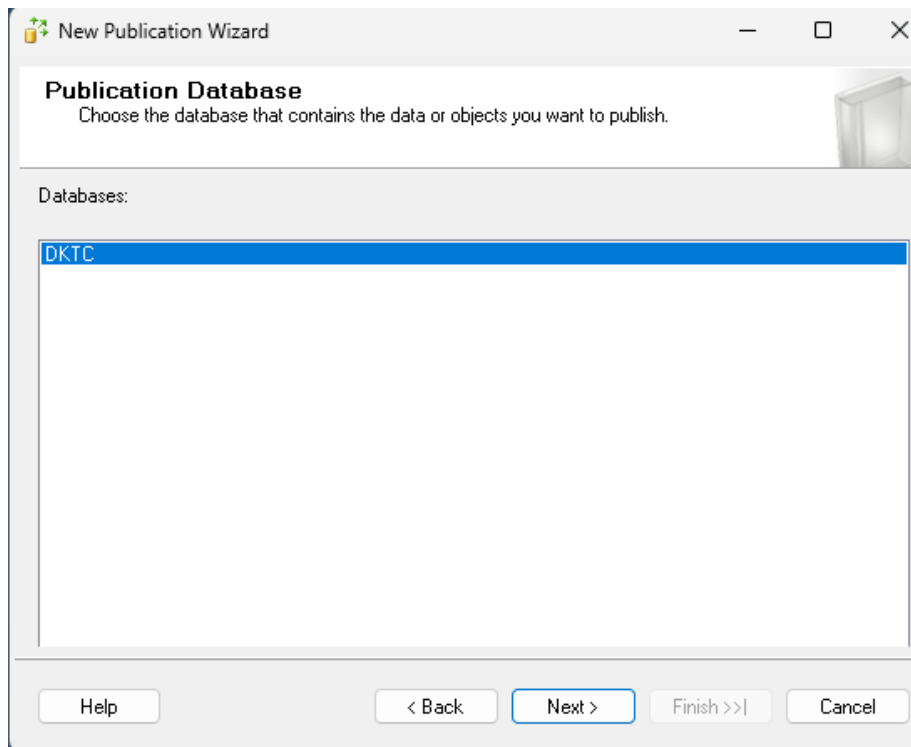 New Publication Wizard
Publication Database
Choose the database that contains the data or objects you want to publish.
Databases:
DKTC
Help
< Back
Next >
Finish >>|
Cancel